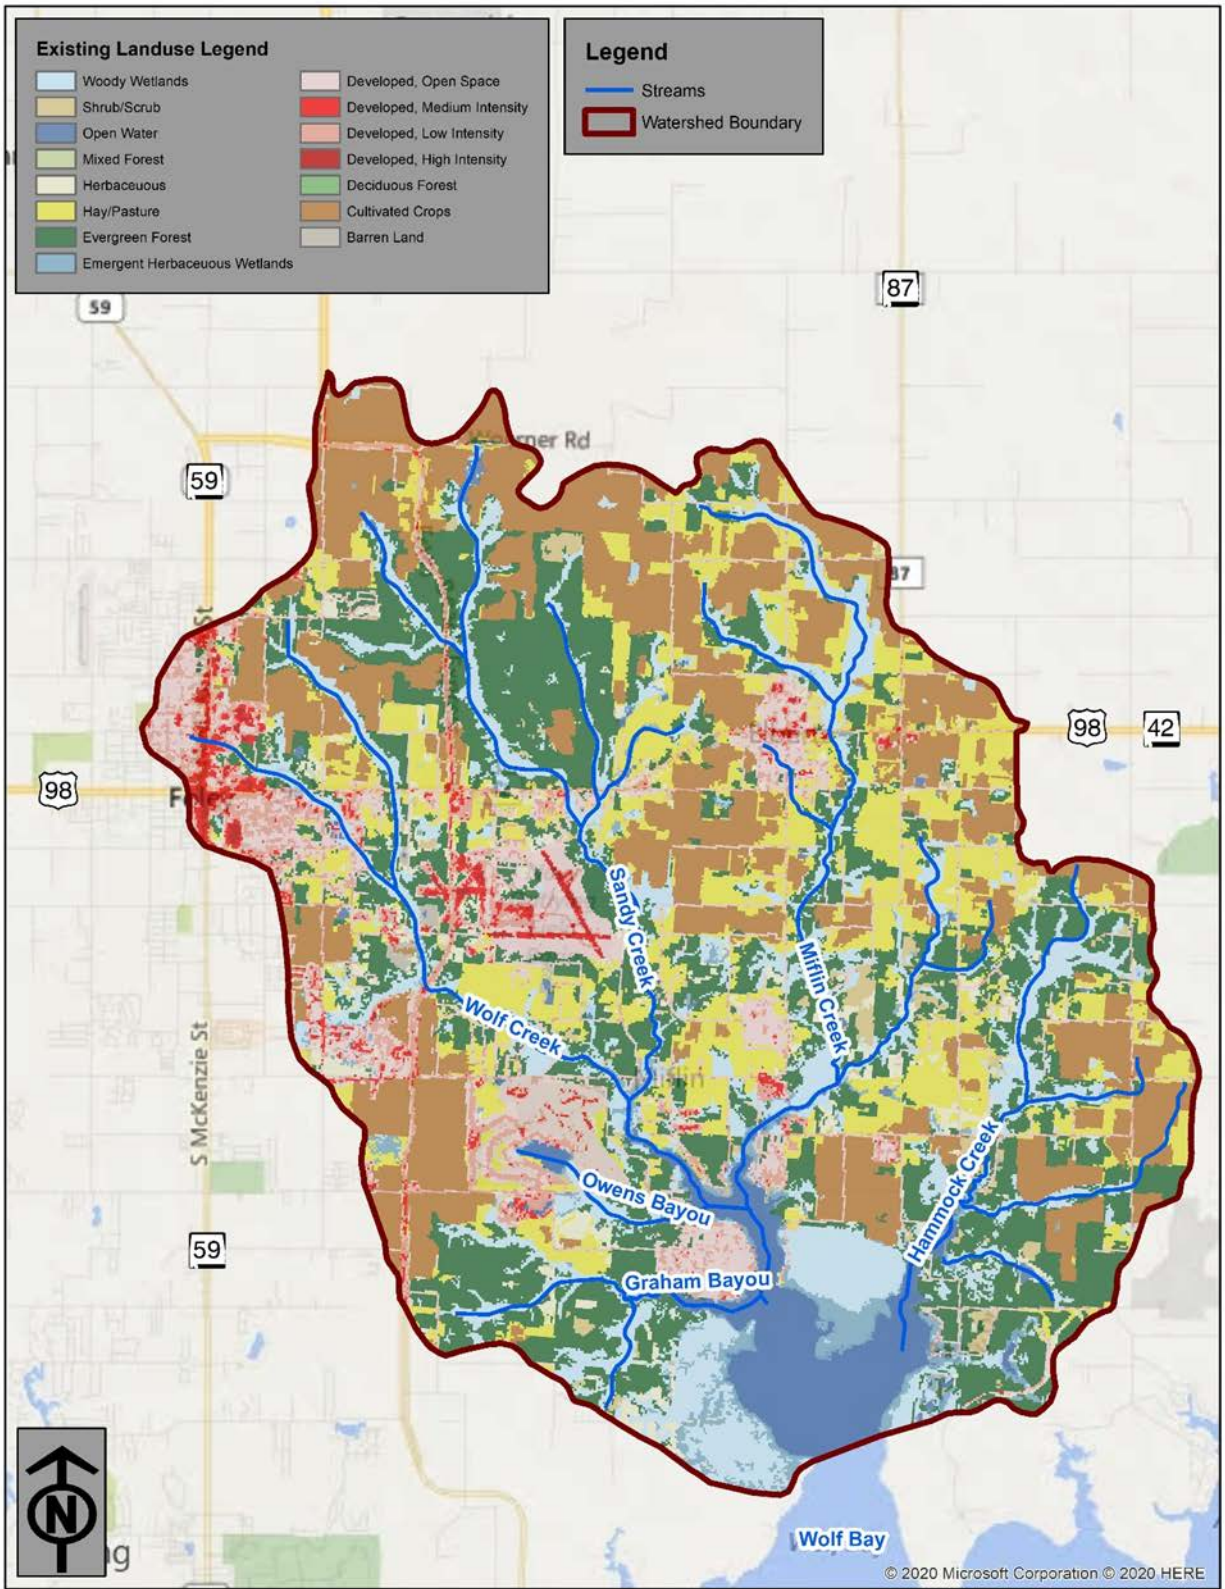 Existing Landuse Legend
Woody Wetlands
Shrub/Scrub
Open Water
Mixed Forest
Herbaceuous
Hay/Pasture
Evergreen Forest
Emergent Herbaceuous Wetlands
Developed, Open Space
Developed, Medium Intensity
Developed, Low Intensity
Developed, High Intensity
Deciduous Forest
Cultivated Crops
Barren Land
Legend
Streams
Watershed Boundary
59
87
Rd
59
87
St
98
42
98
Sandy Creek
Miflin Creek
Wolf Creek
S McKenzie St
Hammock Creek
Owens Bayou
59
Graham Bayou
N
Wolf Bay
© 2020 Microsoft Corporation © 2020 HERE